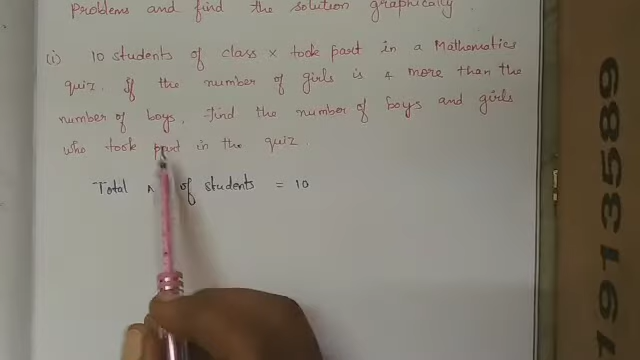 problems and find the solution graphically.
(i) 10 students of class x took part in a Mathematics
quiz. If the number of girls is 4 more than the
number of boys, find the number of boys and girls
who took part in the quiz.
Total of students = 10
7913589